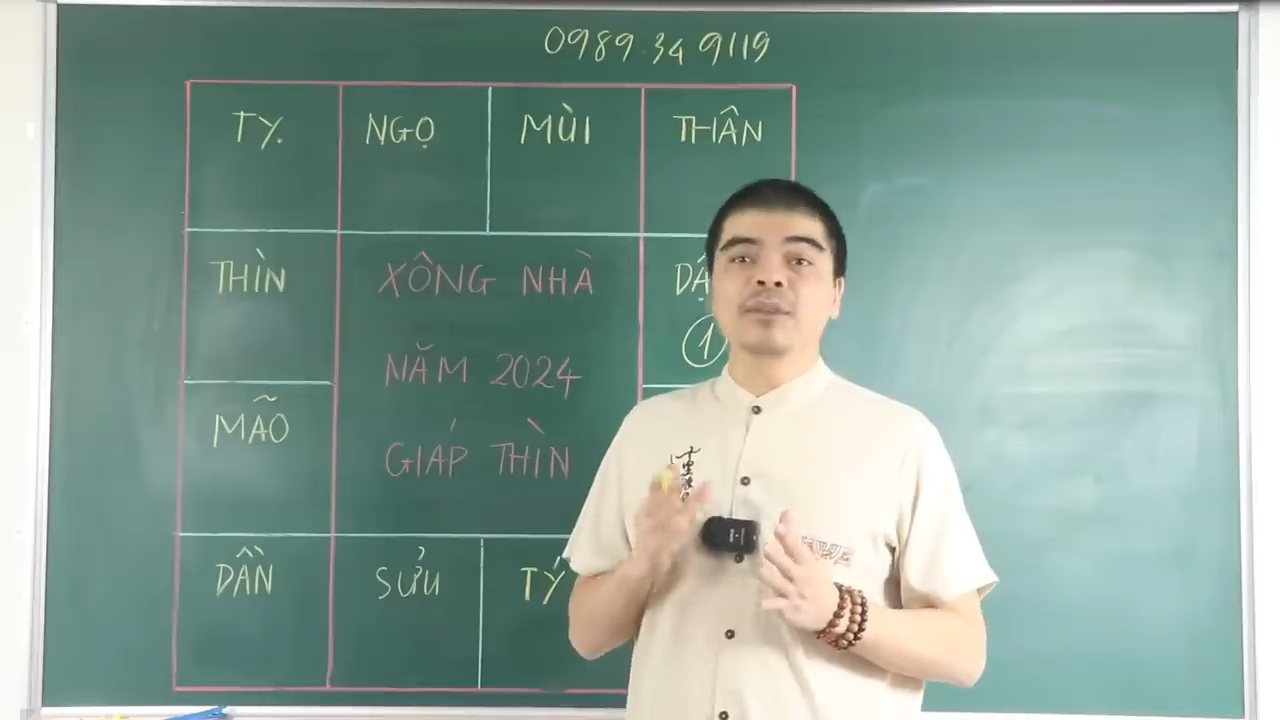 0989.34 9119
TỴ. NGỌ MÙI THÂN
THÌN XÔNG NHÀ
1
NĂM 2024
MÃO
GIÁP THÌN
DẦN SỬU TÝ